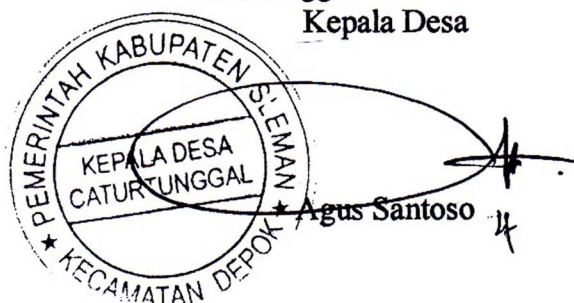 Kepala Desa
PEMERINTAH KABUPATEN SLEMAN
KEPALA DESA
CATURTUNGGAL
★ KECAMATAN DEPOK ★
Agus Santoso